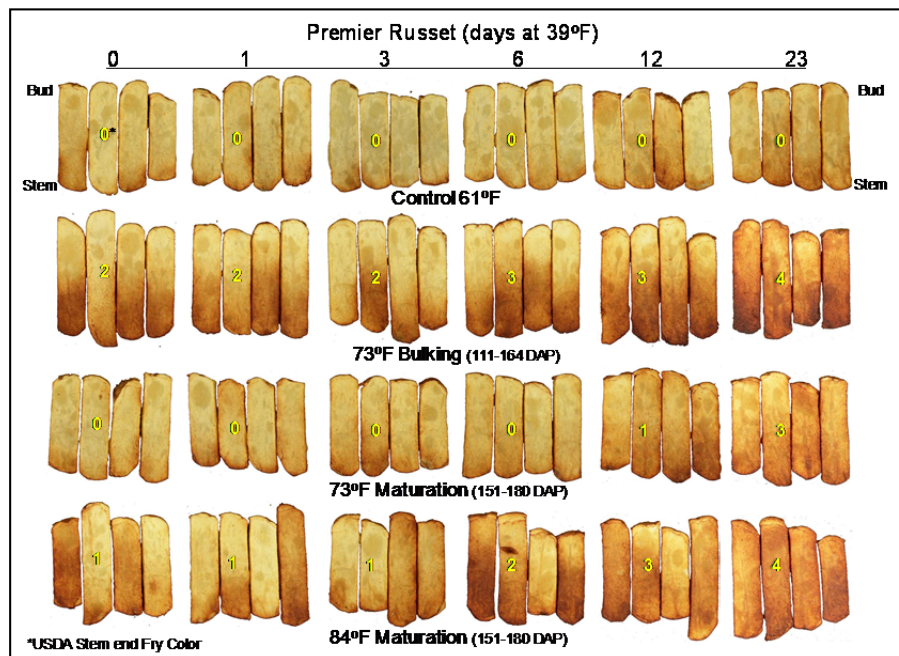 Premier Russet (days at 39ºF)
0 1 3 6 12 23
Bud Bud
0* 0 0 0 0 0
Stem Stem
Control 61ºF
2 2 2 3 3 4
73ºF Bulking (111-164 DAP)
0 0 0 0 1 3
73ºF Maturation (151-180 DAP)
1 1 1 2 3 4
*USDA Stem end Fry Color
84ºF Maturation (151-180 DAP)